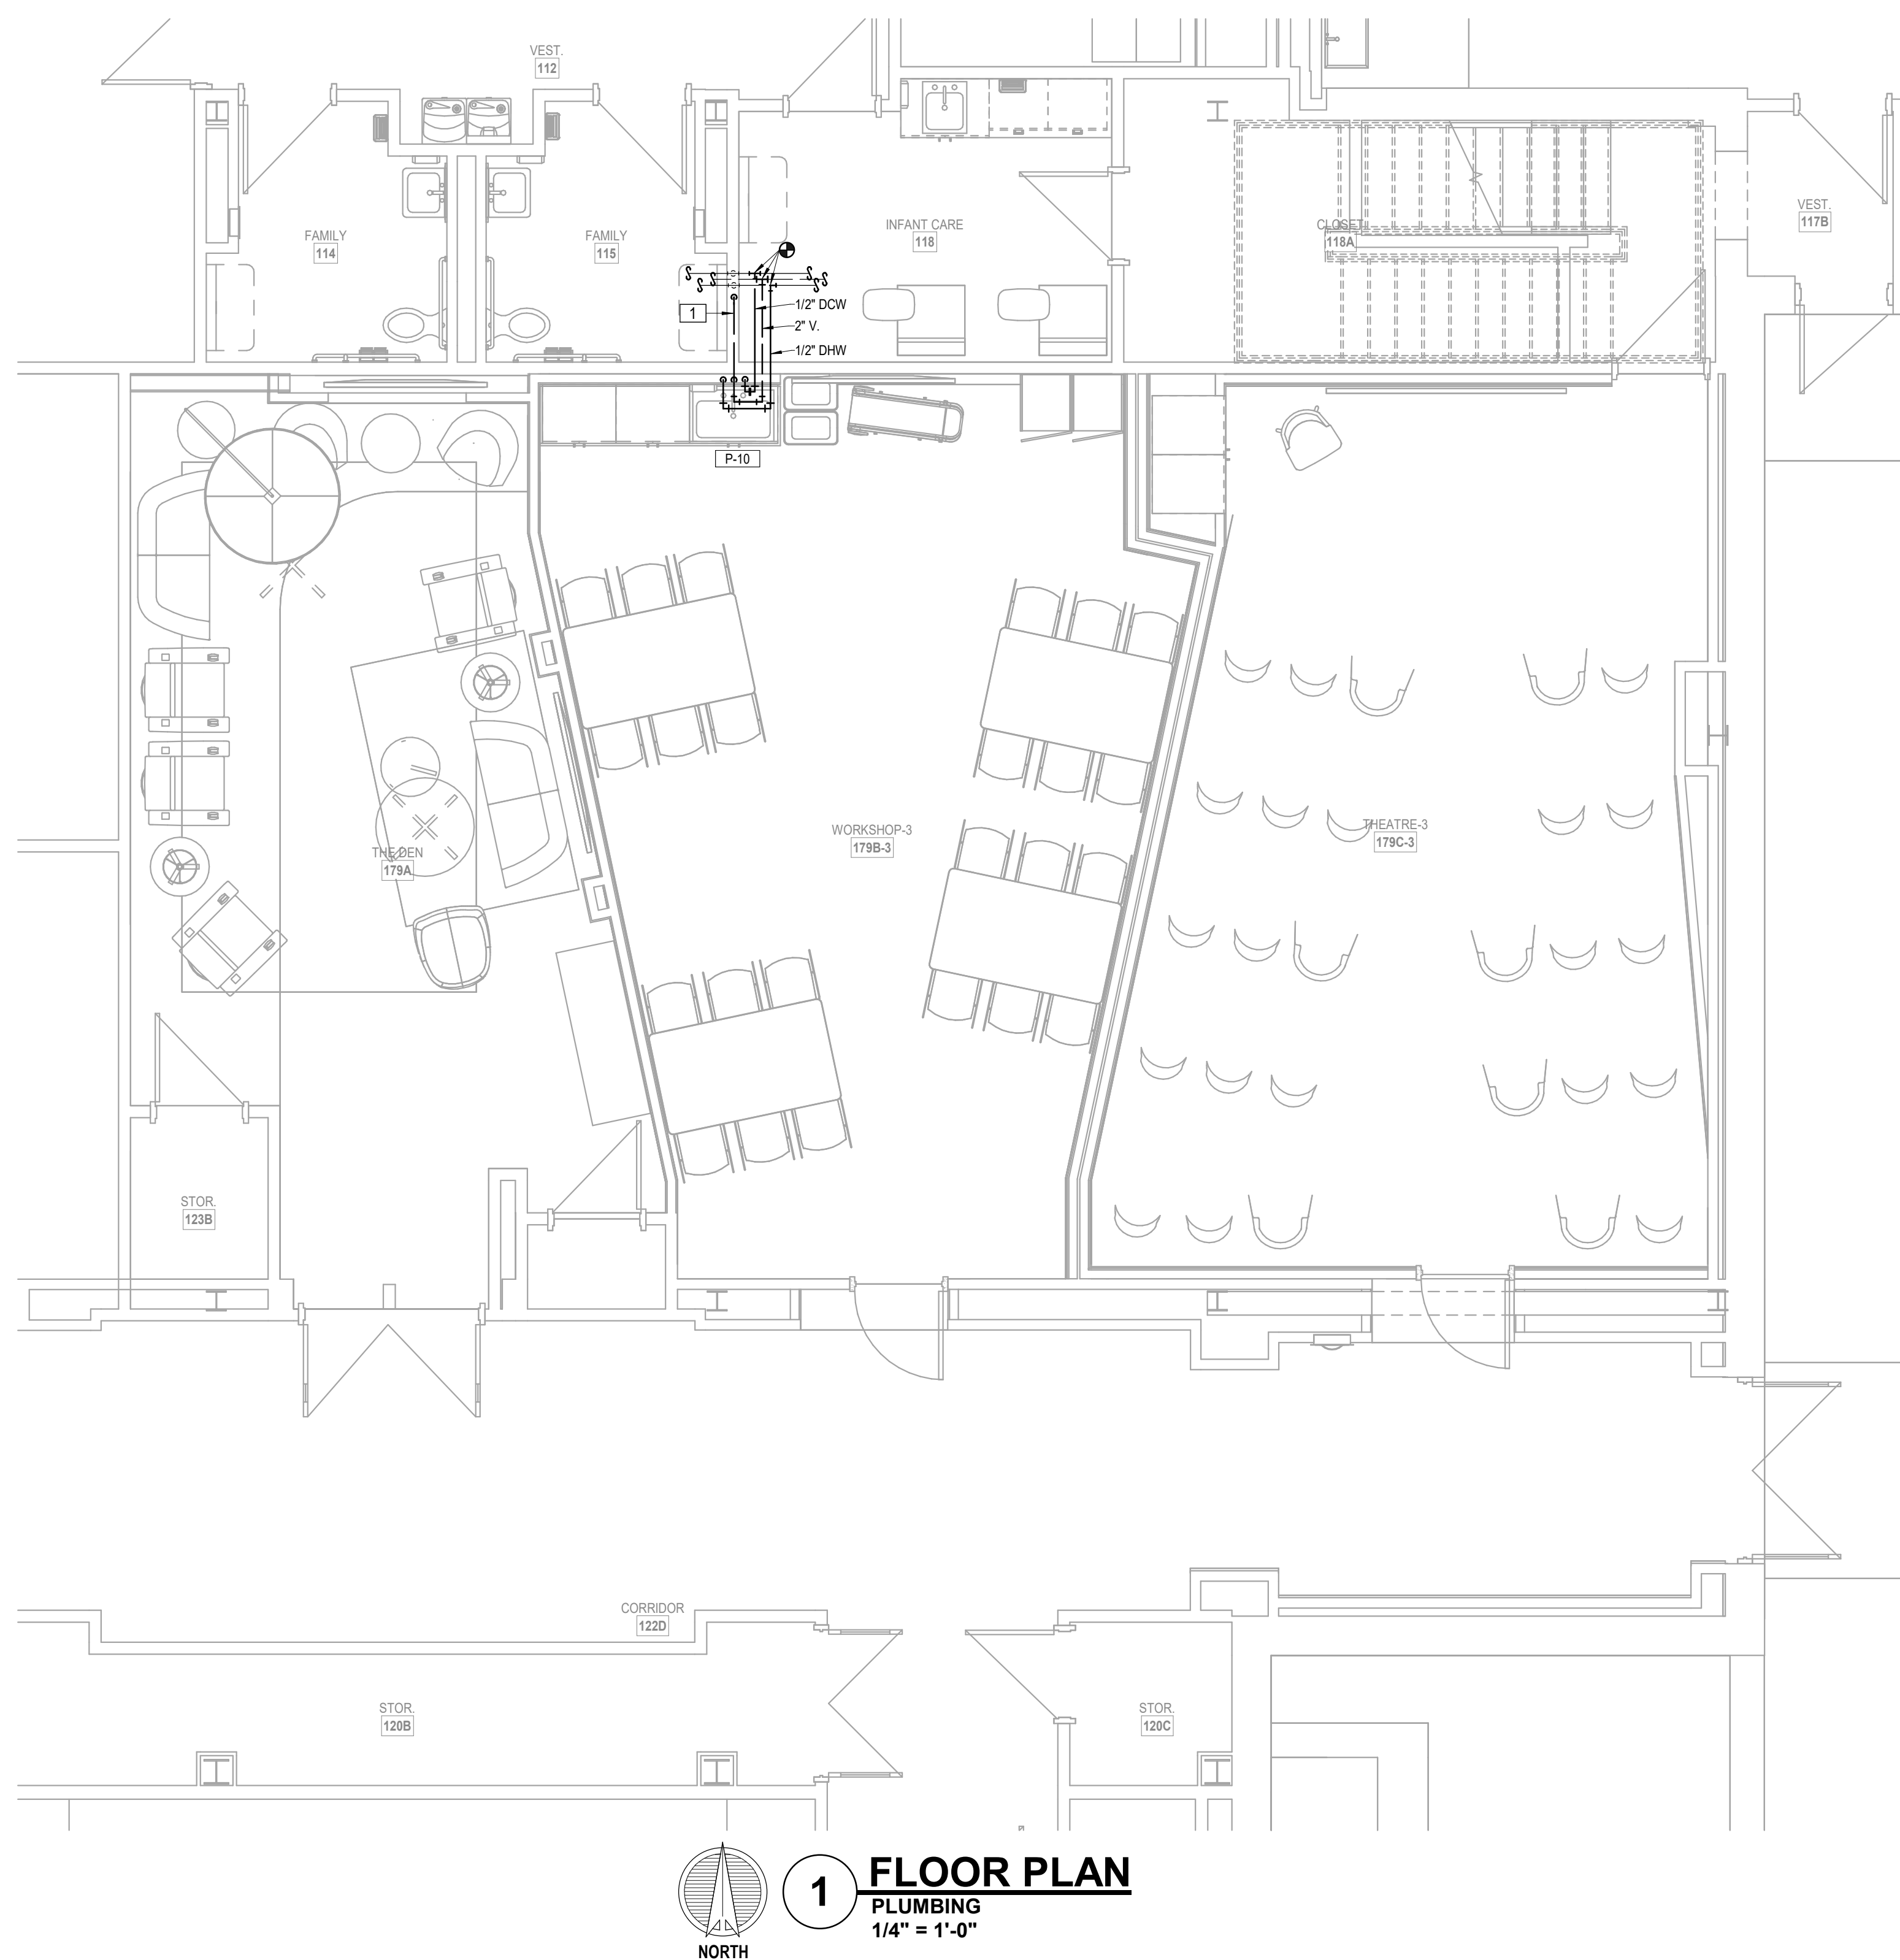 VEST.
112
FAMILY
114
FAMILY
115
INFANT CARE
118
CLOSET
118A
VEST.
117B
1
1/2" DCW
2" V.
1/2" DHW
P-10
THE DEN
179A
WORKSHOP-3
179B-3
THEATRE-3
179C-3
STOR.
123B
CORRIDOR
122D
STOR.
120B
STOR.
120C
1
FLOOR PLAN
PLUMBING
1/4" = 1'-0"
NORTH